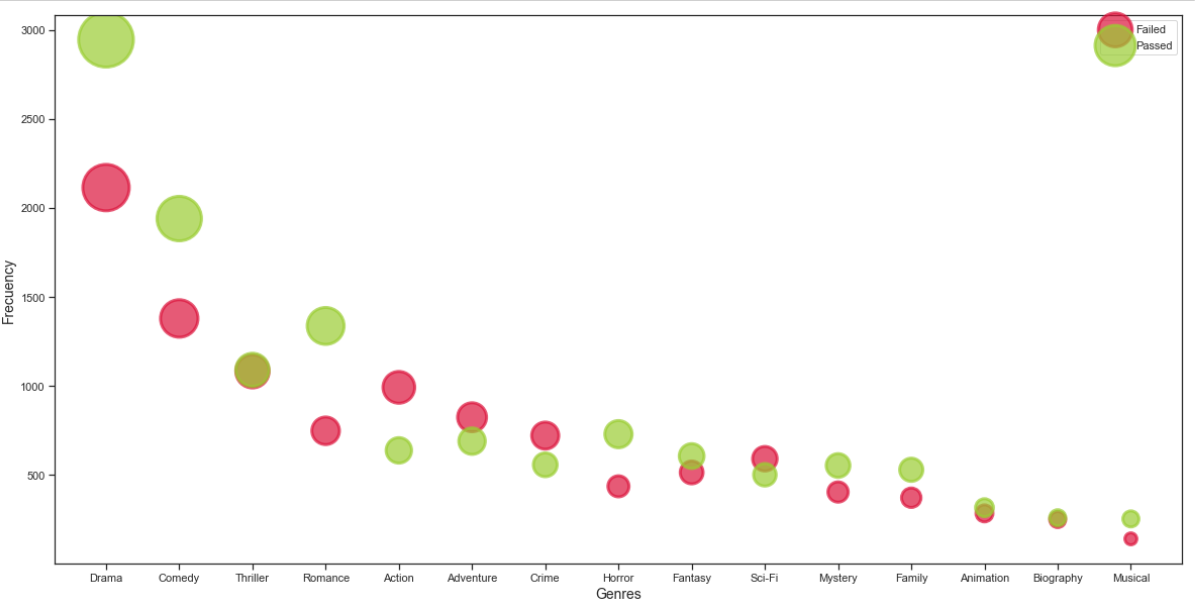 3000
2500
2000
1500
1000
500
Frecuency
Failed
Passed
Drama Comedy Thriller Romance Action Adventure Crime Horror Fantasy Sci-Fi Mystery Family Animation Biography Musical
Genres